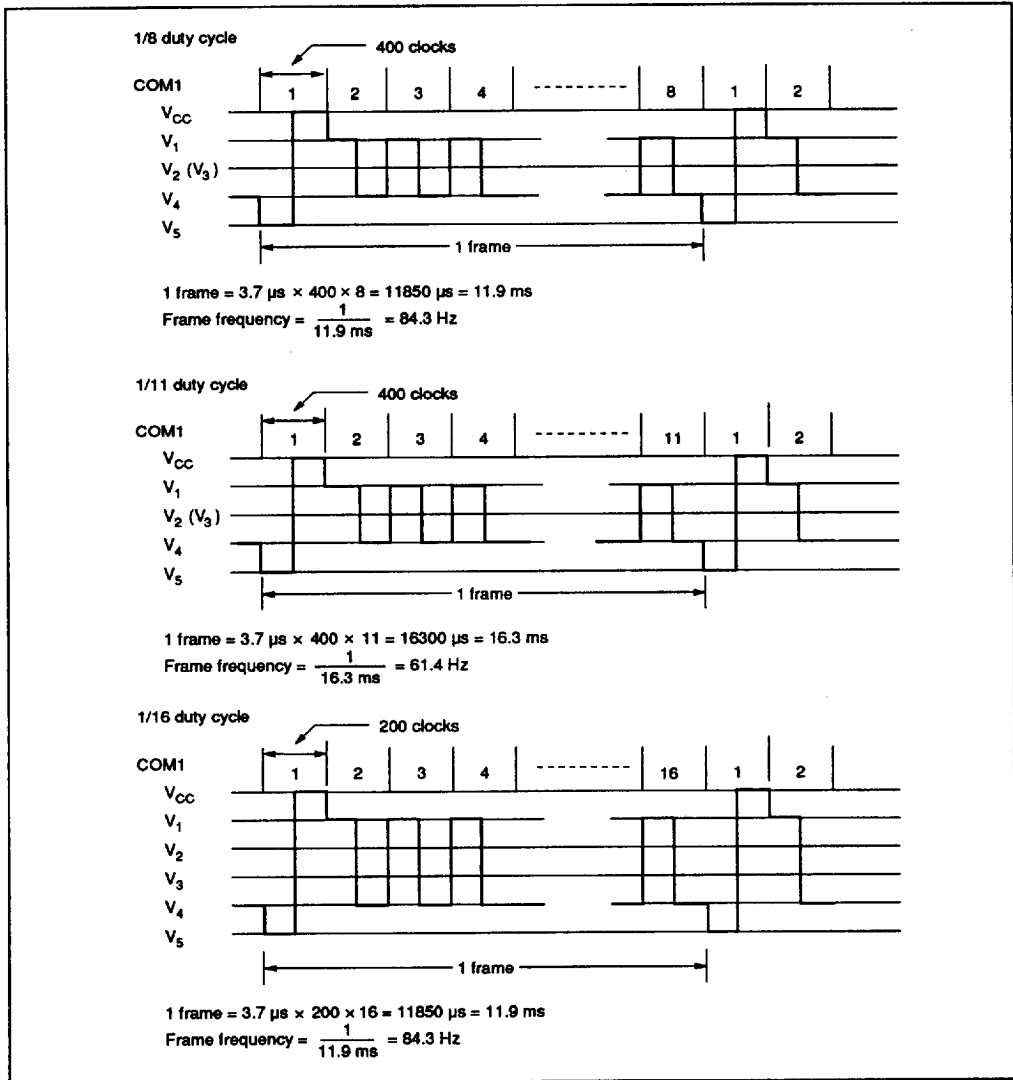 1/8 duty cycle
400 clocks
COM1
1 2 3 4 8 1 2
VCC
V1
V2 (V3)
V4
V5
1 frame
1 frame = 3.7 µs × 400 × 8 = 11850 µs = 11.9 ms
Frame frequency = 1 / 11.9 ms = 84.3 Hz
1/11 duty cycle
400 clocks
COM1
1 2 3 4 11 1 2
VCC
V1
V2 (V3)
V4
V5
1 frame
1 frame = 3.7 µs × 400 × 11 = 16300 µs = 16.3 ms
Frame frequency = 1 / 16.3 ms = 61.4 Hz
1/16 duty cycle
200 clocks
COM1
1 2 3 4 16 1 2
VCC
V1
V2
V3
V4
V5
1 frame
1 frame = 3.7 µs × 200 × 16 = 11850 µs = 11.9 ms
Frame frequency = 1 / 11.9 ms = 84.3 Hz